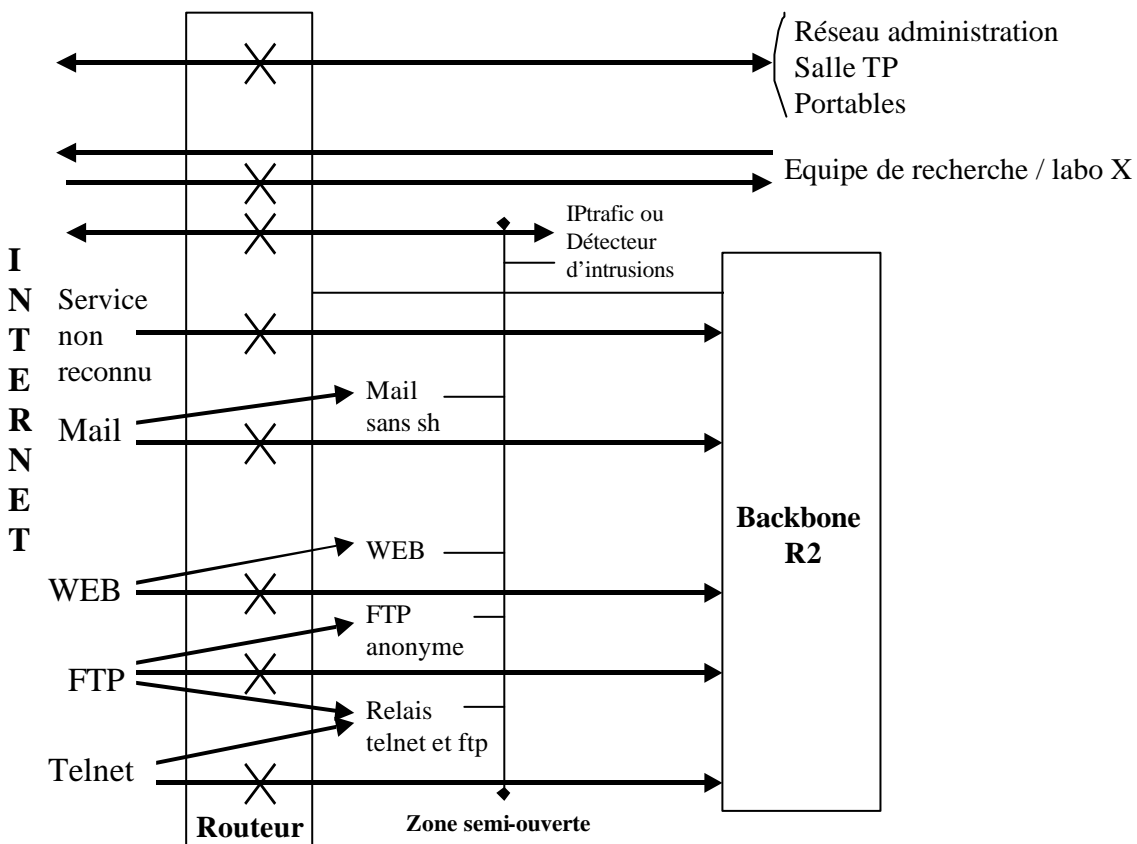 Réseau administration
Salle TP
Portables
Equipe de recherche / labo X
IPtrafic ou
Détecteur
d'intrusions
INTERNET
Service
non
reconnu
Mail
Mail
sans sh
WEB
WEB
FTP
anonyme
FTP
Relais
telnet et ftp
Telnet
Backbone
R2
Routeur
Zone semi-ouverte